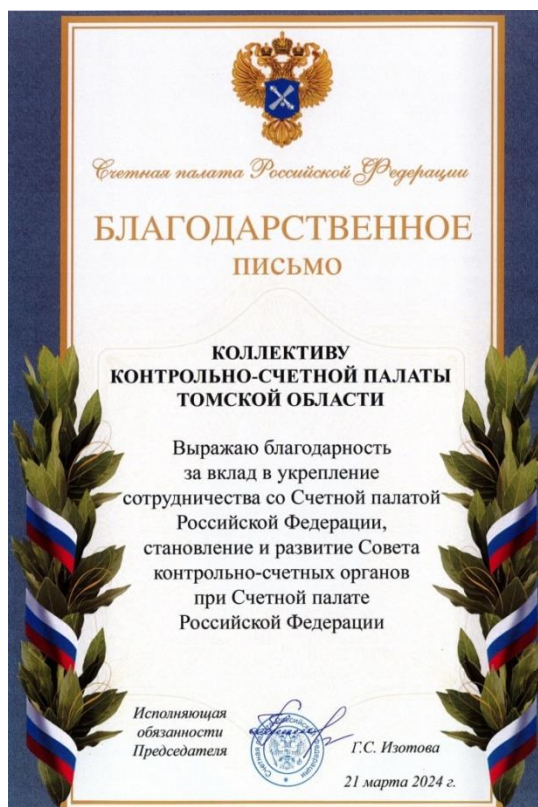 Счетная палата Российской Федерации
БЛАГОДАРСТВЕННОЕ
ПИСЬМО
КОЛЛЕКТИВУ
КОНТРОЛЬНО-СЧЕТНОЙ ПАЛАТЫ
ТОМСКОЙ ОБЛАСТИ
Выражаю благодарность
за вклад в укрепление
сотрудничества со Счетной палатой
Российской Федерации,
становление и развитие Совета
контрольно-счетных органов
при Счетной палате
Российской Федерации
Исполняющая
обязанности
Председателя
Г.С. Изотова
21 марта 2024 г.